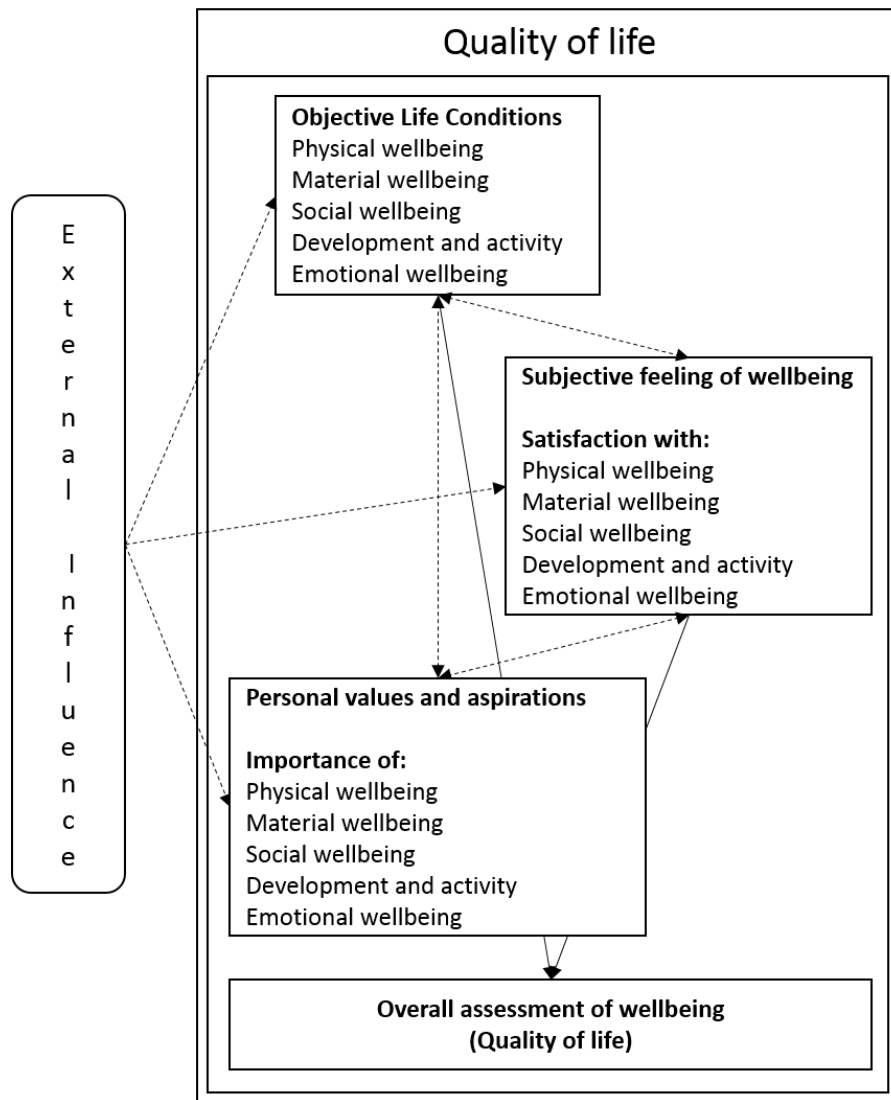 Quality of life
Objective Life Conditions
Physical wellbeing
Material wellbeing
Social wellbeing
Development and activity
Emotional wellbeing
External Influence
Subjective feeling of wellbeing
Satisfaction with:
Physical wellbeing
Material wellbeing
Social wellbeing
Development and activity
Emotional wellbeing
Personal values and aspirations
Importance of:
Physical wellbeing
Material wellbeing
Social wellbeing
Development and activity
Emotional wellbeing
Overall assessment of wellbeing
(Quality of life)